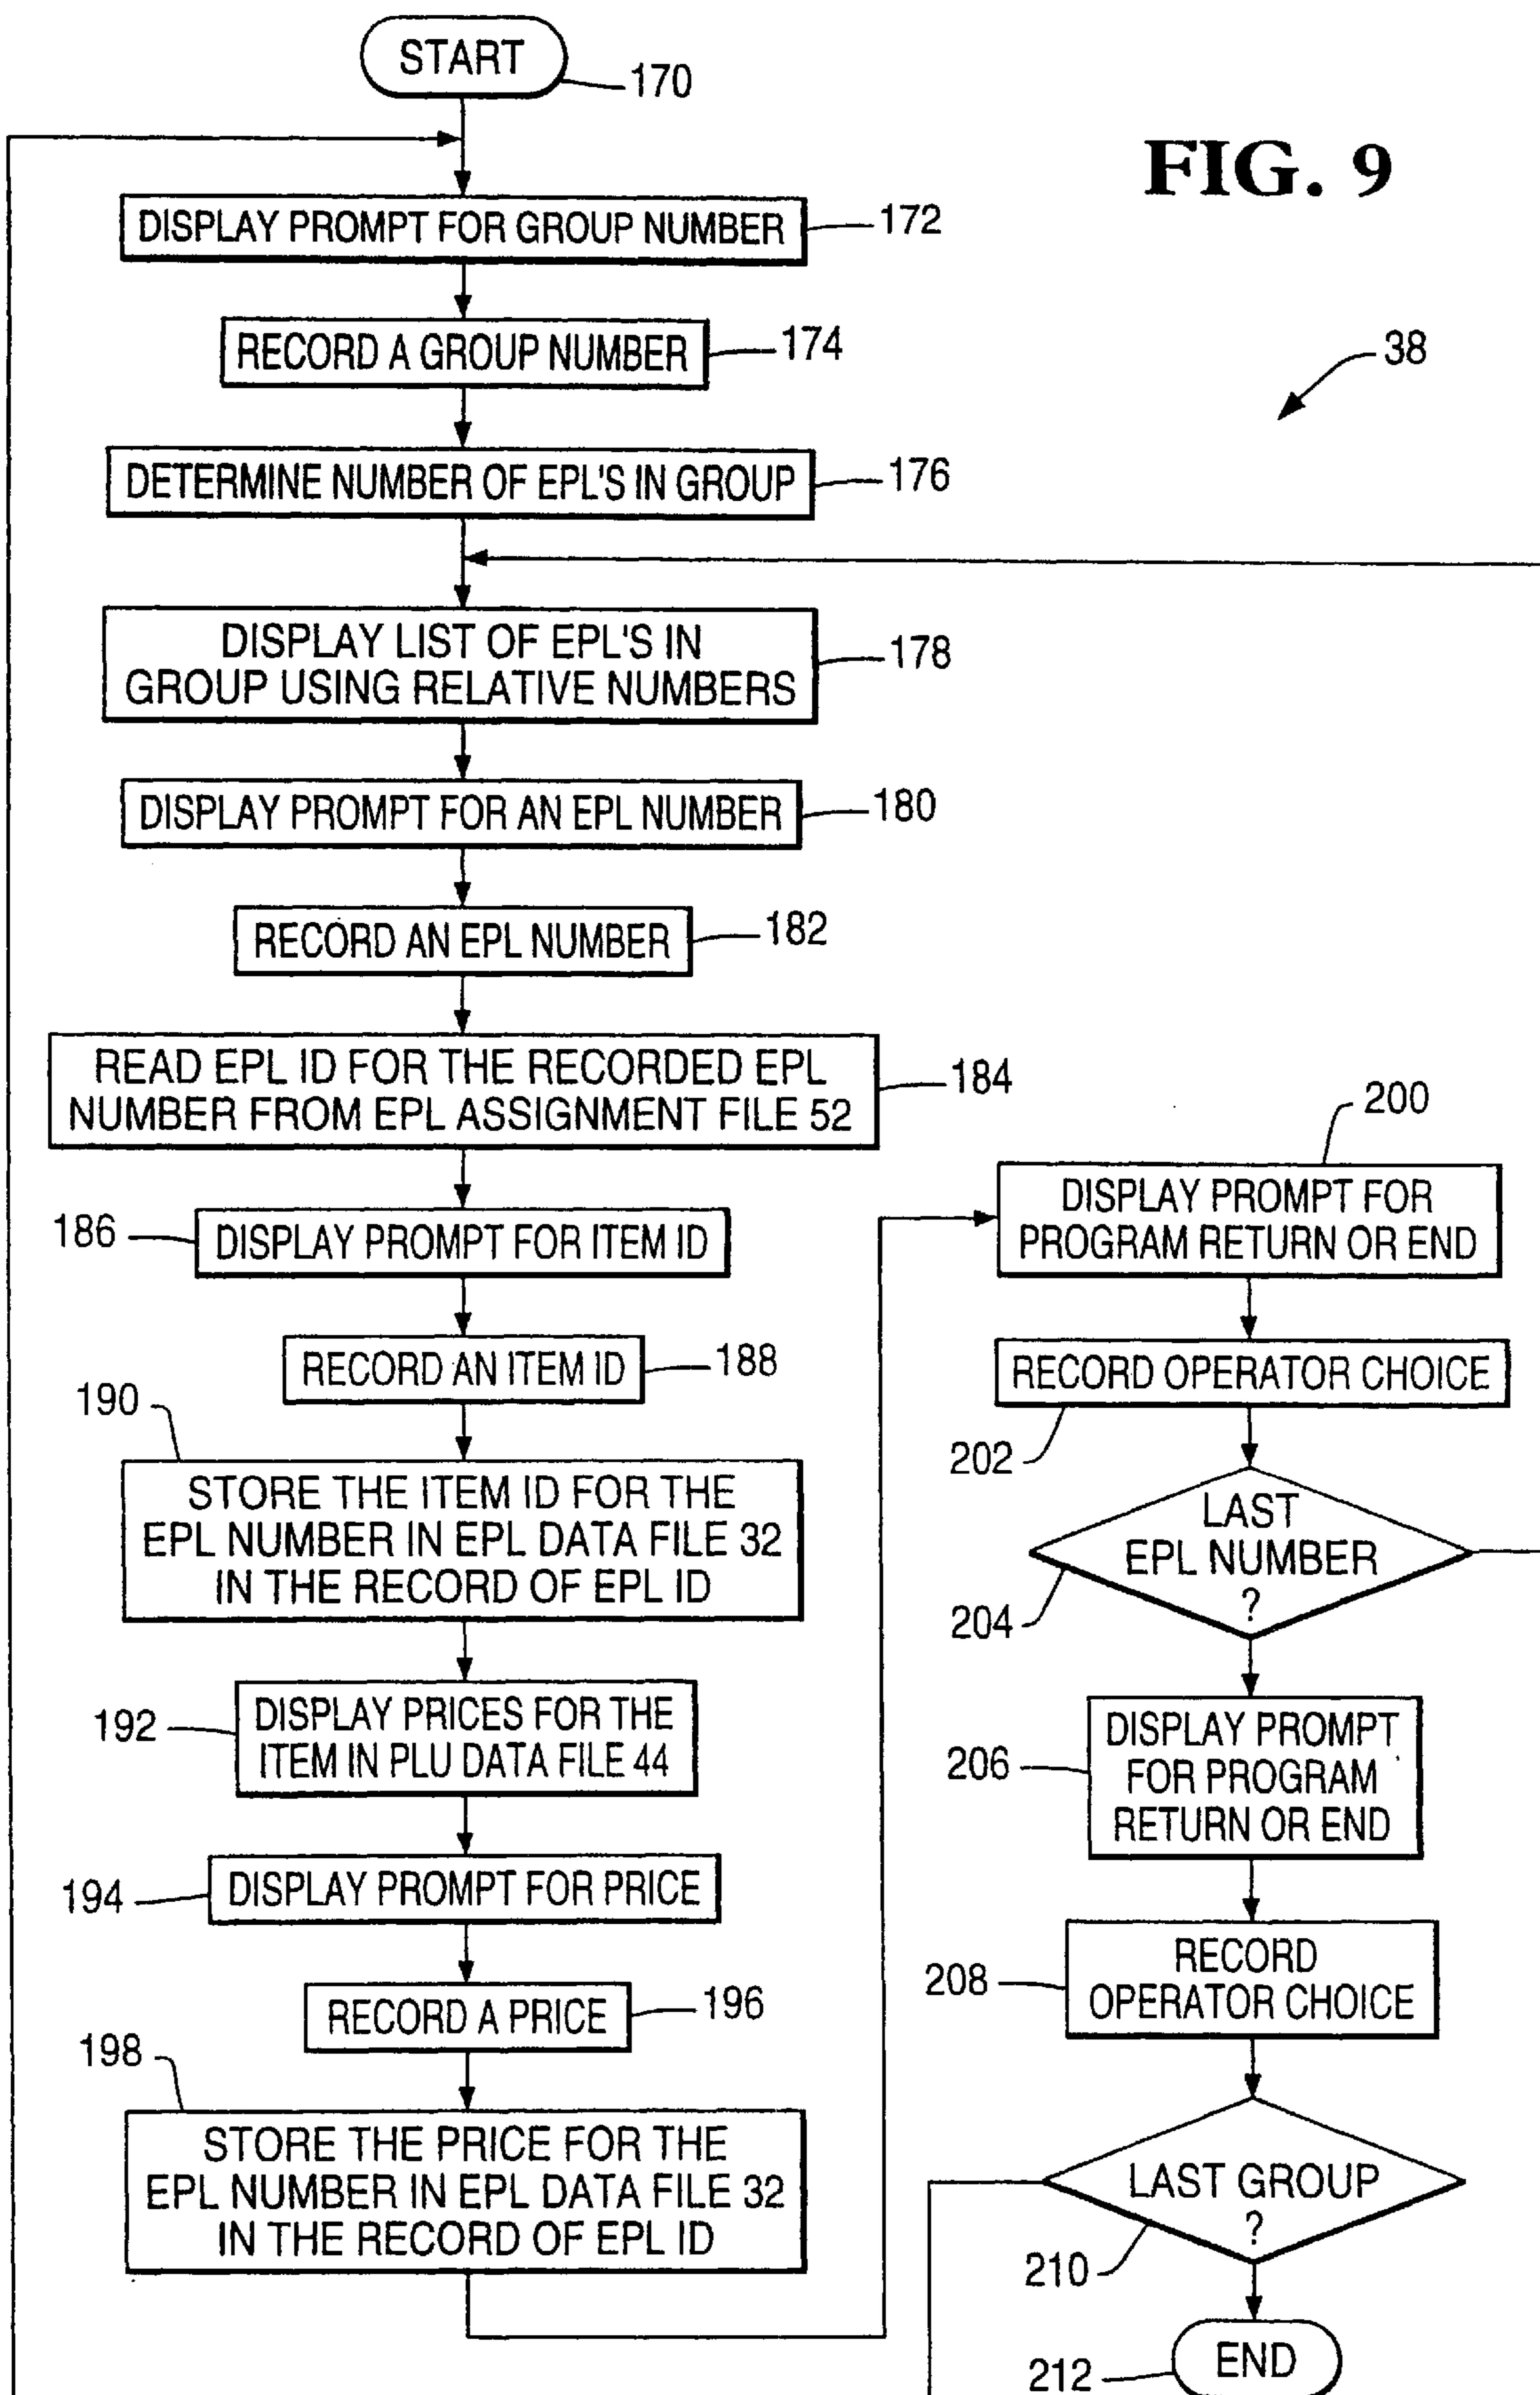 START
170
FIG. 9
DISPLAY PROMPT FOR GROUP NUMBER
172
RECORD A GROUP NUMBER
174
38
DETERMINE NUMBER OF EPL'S IN GROUP
176
DISPLAY LIST OF EPL'S IN
GROUP USING RELATIVE NUMBERS
178
DISPLAY PROMPT FOR AN EPL NUMBER
180
RECORD AN EPL NUMBER
182
READ EPL ID FOR THE RECORDED EPL
NUMBER FROM EPL ASSIGNMENT FILE 52
184
186
DISPLAY PROMPT FOR ITEM ID
RECORD AN ITEM ID
188
190
STORE THE ITEM ID FOR THE
EPL NUMBER IN EPL DATA FILE 32
IN THE RECORD OF EPL ID
192
DISPLAY PRICES FOR THE
ITEM IN PLU DATA FILE 44
194
DISPLAY PROMPT FOR PRICE
RECORD A PRICE
196
198
STORE THE PRICE FOR THE
EPL NUMBER IN EPL DATA FILE 32
IN THE RECORD OF EPL ID
200
DISPLAY PROMPT FOR
PROGRAM RETURN OR END
RECORD OPERATOR CHOICE
202
LAST
EPL NUMBER
?
204
206
DISPLAY PROMPT
FOR PROGRAM
RETURN OR END
208
RECORD
OPERATOR CHOICE
LAST GROUP
?
210
END
212